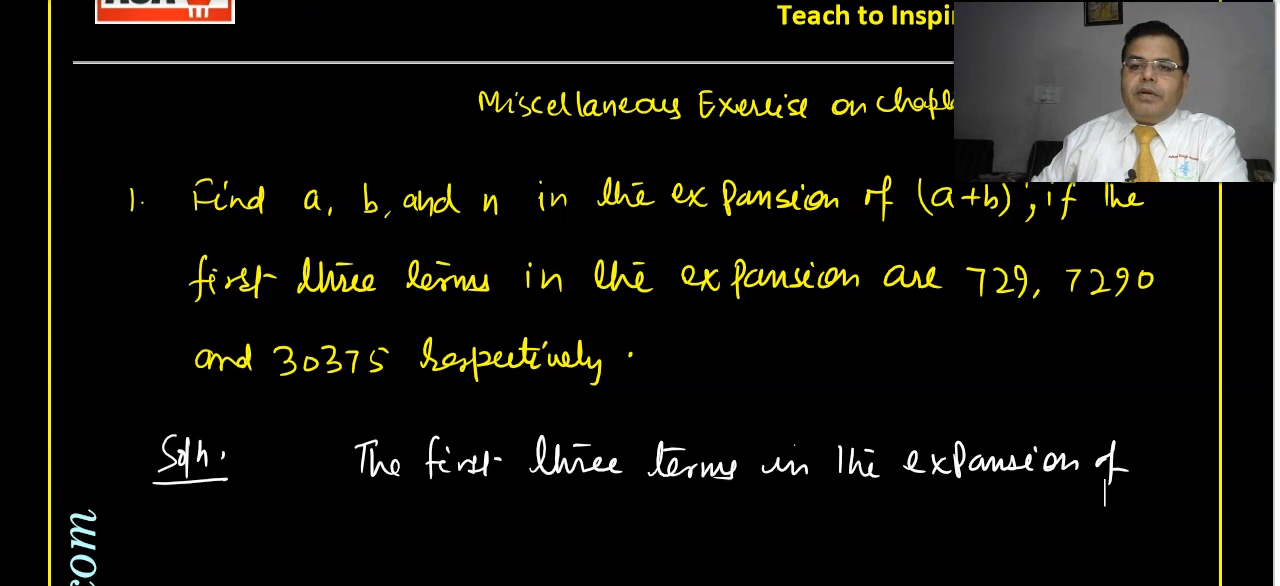 Teach to Inspi
Miscellaneous Exercise on Chapte
1. Find a, b, and n in the expansion of (a+b) , if the
first three terms in the expansion are 729, 7290
and 30375 respectively.
Soln.
The first three terms in the expansion of
com